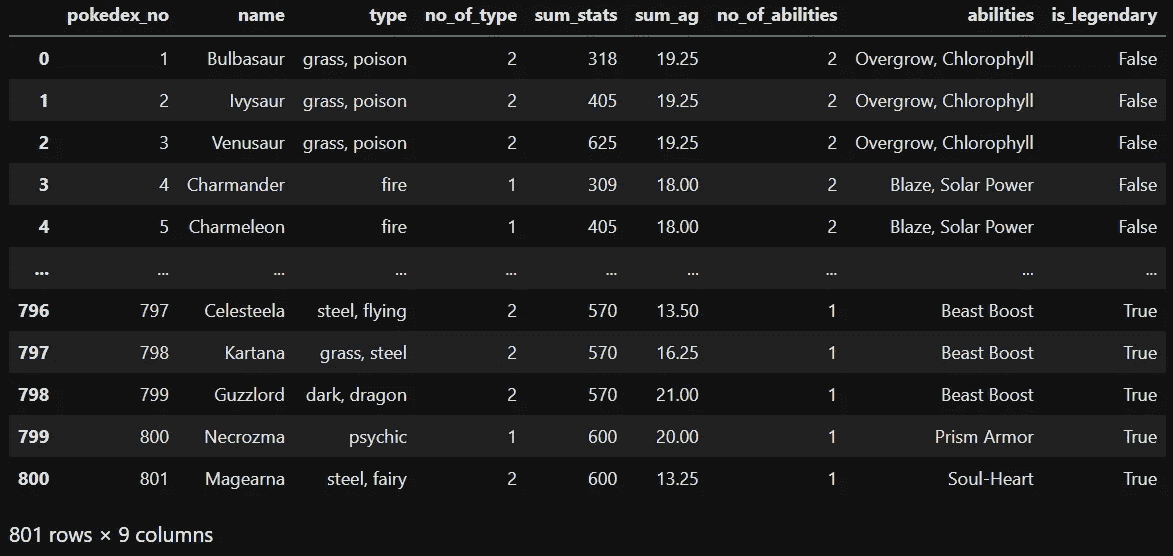 pokedex_no name type no_of_type sum_stats sum_ag no_of_abilities abilities is_legendary
0 1 Bulbasaur grass, poison 2 318 19.25 2 Overgrow, Chlorophyll False
1 2 Ivysaur grass, poison 2 405 19.25 2 Overgrow, Chlorophyll False
2 3 Venusaur grass, poison 2 625 19.25 2 Overgrow, Chlorophyll False
3 4 Charmander fire 1 309 18.00 2 Blaze, Solar Power False
4 5 Charmeleon fire 1 405 18.00 2 Blaze, Solar Power False
... ... ... ... ... ... ... ... ... ...
796 797 Celesteela steel, flying 2 570 13.50 1 Beast Boost True
797 798 Kartana grass, steel 2 570 16.25 1 Beast Boost True
798 799 Guzzlord dark, dragon 2 570 21.00 1 Beast Boost True
799 800 Necrozma psychic 1 600 20.00 1 Prism Armor True
800 801 Magearna steel, fairy 2 600 13.25 1 Soul-Heart True
801 rows × 9 columns